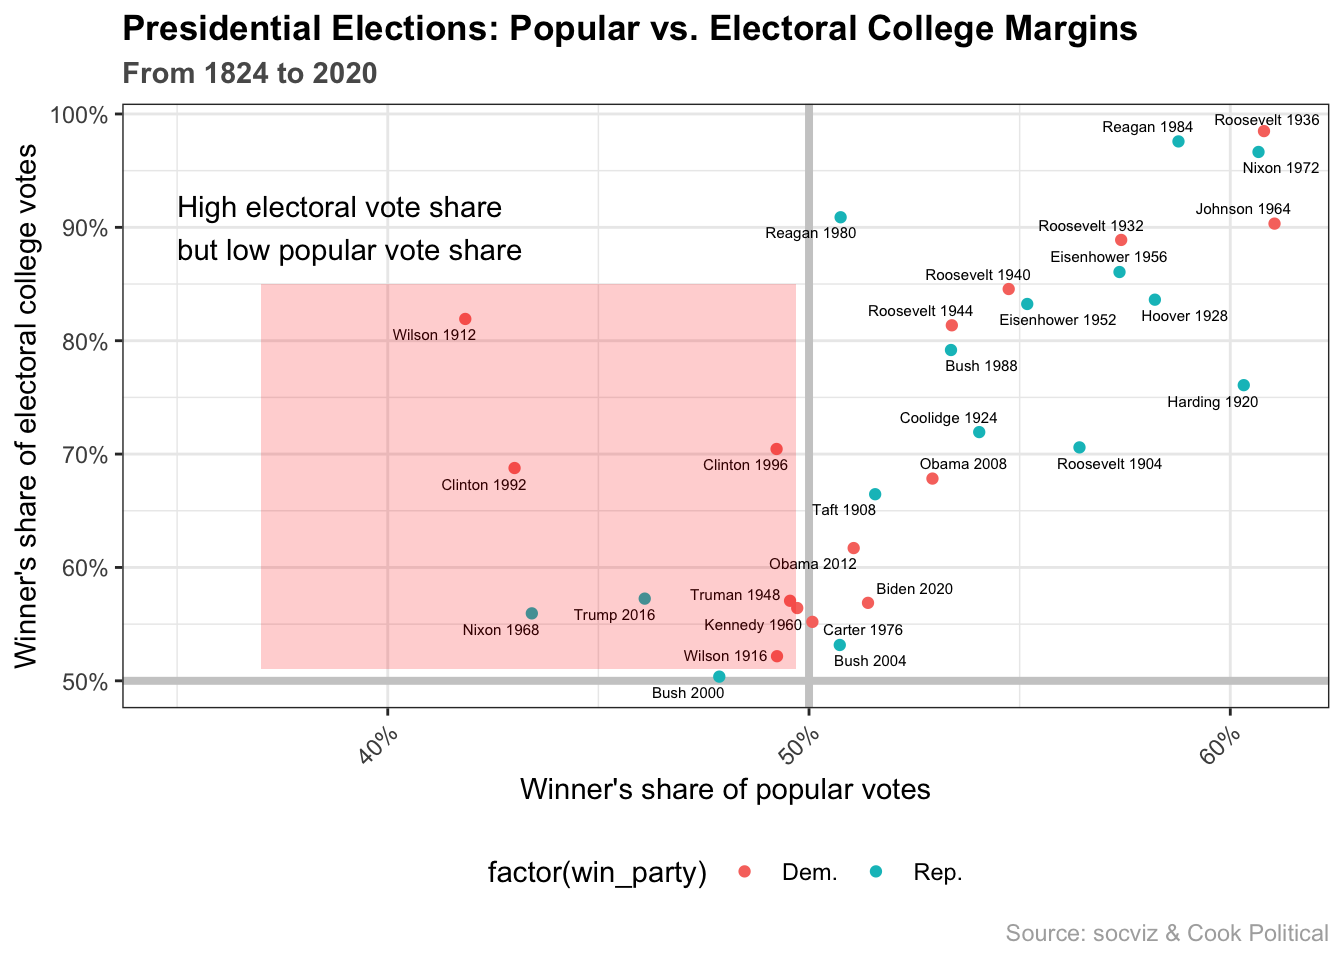 Presidential Elections: Popular vs. Electoral College Margins
From 1824 to 2020
Winner's share of electoral college votes
100%
90%
80%
70%
60%
50%
High electoral vote share
but low popular vote share
Roosevelt 1936
Reagan 1984
Nixon 1972
Johnson 1964
Roosevelt 1932
Reagan 1980
Eisenhower 1956
Roosevelt 1940
Roosevelt 1944
Eisenhower 1952
Hoover 1928
Wilson 1912
Bush 1988
Harding 1920
Coolidge 1924
Clinton 1996
Obama 2008
Roosevelt 1904
Clinton 1992
Taft 1908
Obama 2012
Biden 2020
Truman 1948
Trump 2016
Kennedy 1960
Nixon 1968
Carter 1976
Wilson 1916
Bush 2004
Bush 2000
40%
50%
60%
Winner's share of popular votes
factor(win_party)
Dem.
Rep.
Source: socviz & Cook Political